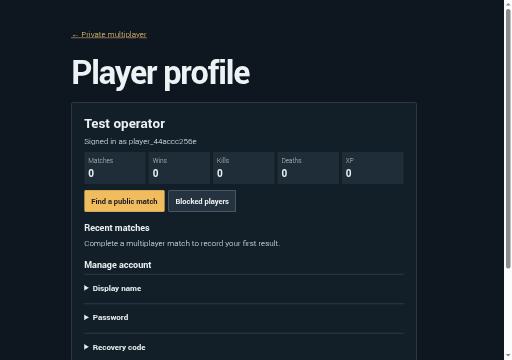 ← Private multiplayer
Player profile
Test operator
Signed in as player_44accc256e
Matches Wins Kills Deaths XP
0 0 0 0 0
Find a public match Blocked players
Recent matches
Complete a multiplayer match to record your first result.
Manage account
Display name
Password
Recovery code